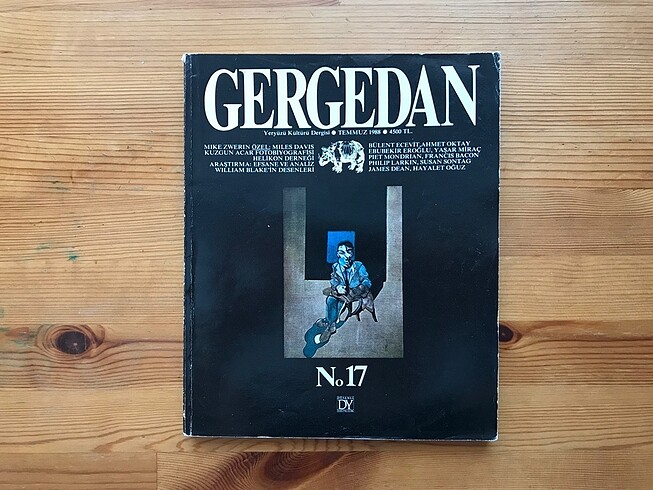 GERGEDAN
Yeryüzü Kültürü Dergisi ● TEMMUZ 1988 ● 4500 TL.
MIKE ZWERIN ÖZEL: MILES DAVIS
KUZGUN ACAR FOTOBİYOGRAFİSİ
HELİKON DERNEĞİ
ARAŞTIRMA: EFSANE VE ANALİZ
WILLIAM BLAKE'İN DESENLERİ
BÜLENT ECEVİT, AHMET OKTAY
EBUBEKİR EROĞLU, YAŞAR MİRAÇ
PIET MONDRIAN, FRANCIS BACON
PHILIP LARKIN, SUSAN SONTAG
JAMES DEAN, HAYALET OĞUZ
No 17
DY